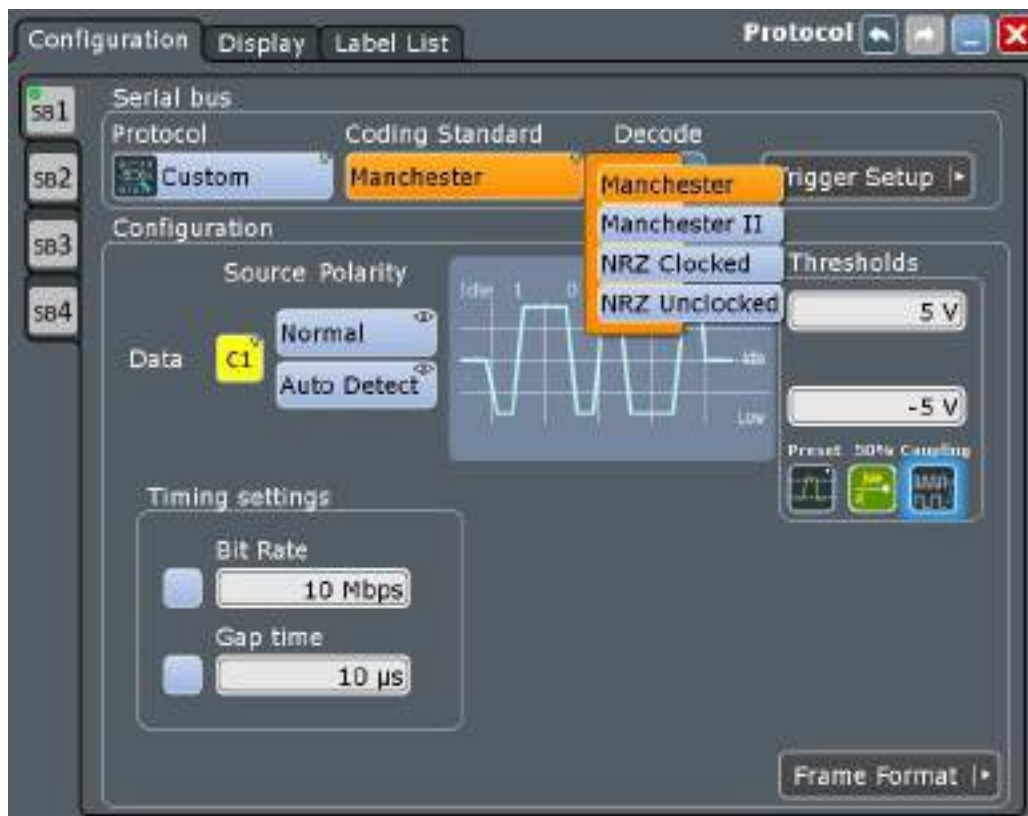 Configuration Display Label List Protocol
SB1
SB2
SB3
SB4
Serial bus
Protocol Coding Standard Decode
Custom Manchester
Manchester
Manchester II
NRZ Clocked
NRZ Unclocked
Trigger Setup
Configuration
Source Polarity
Data C1 Normal
Auto Detect
Idle 1 0
Idle
Low
Thresholds
5 V
-5 V
Preset 50% Coupling
Timing settings
Bit Rate
10 Mbps
Gap time
10 µs
Frame Format